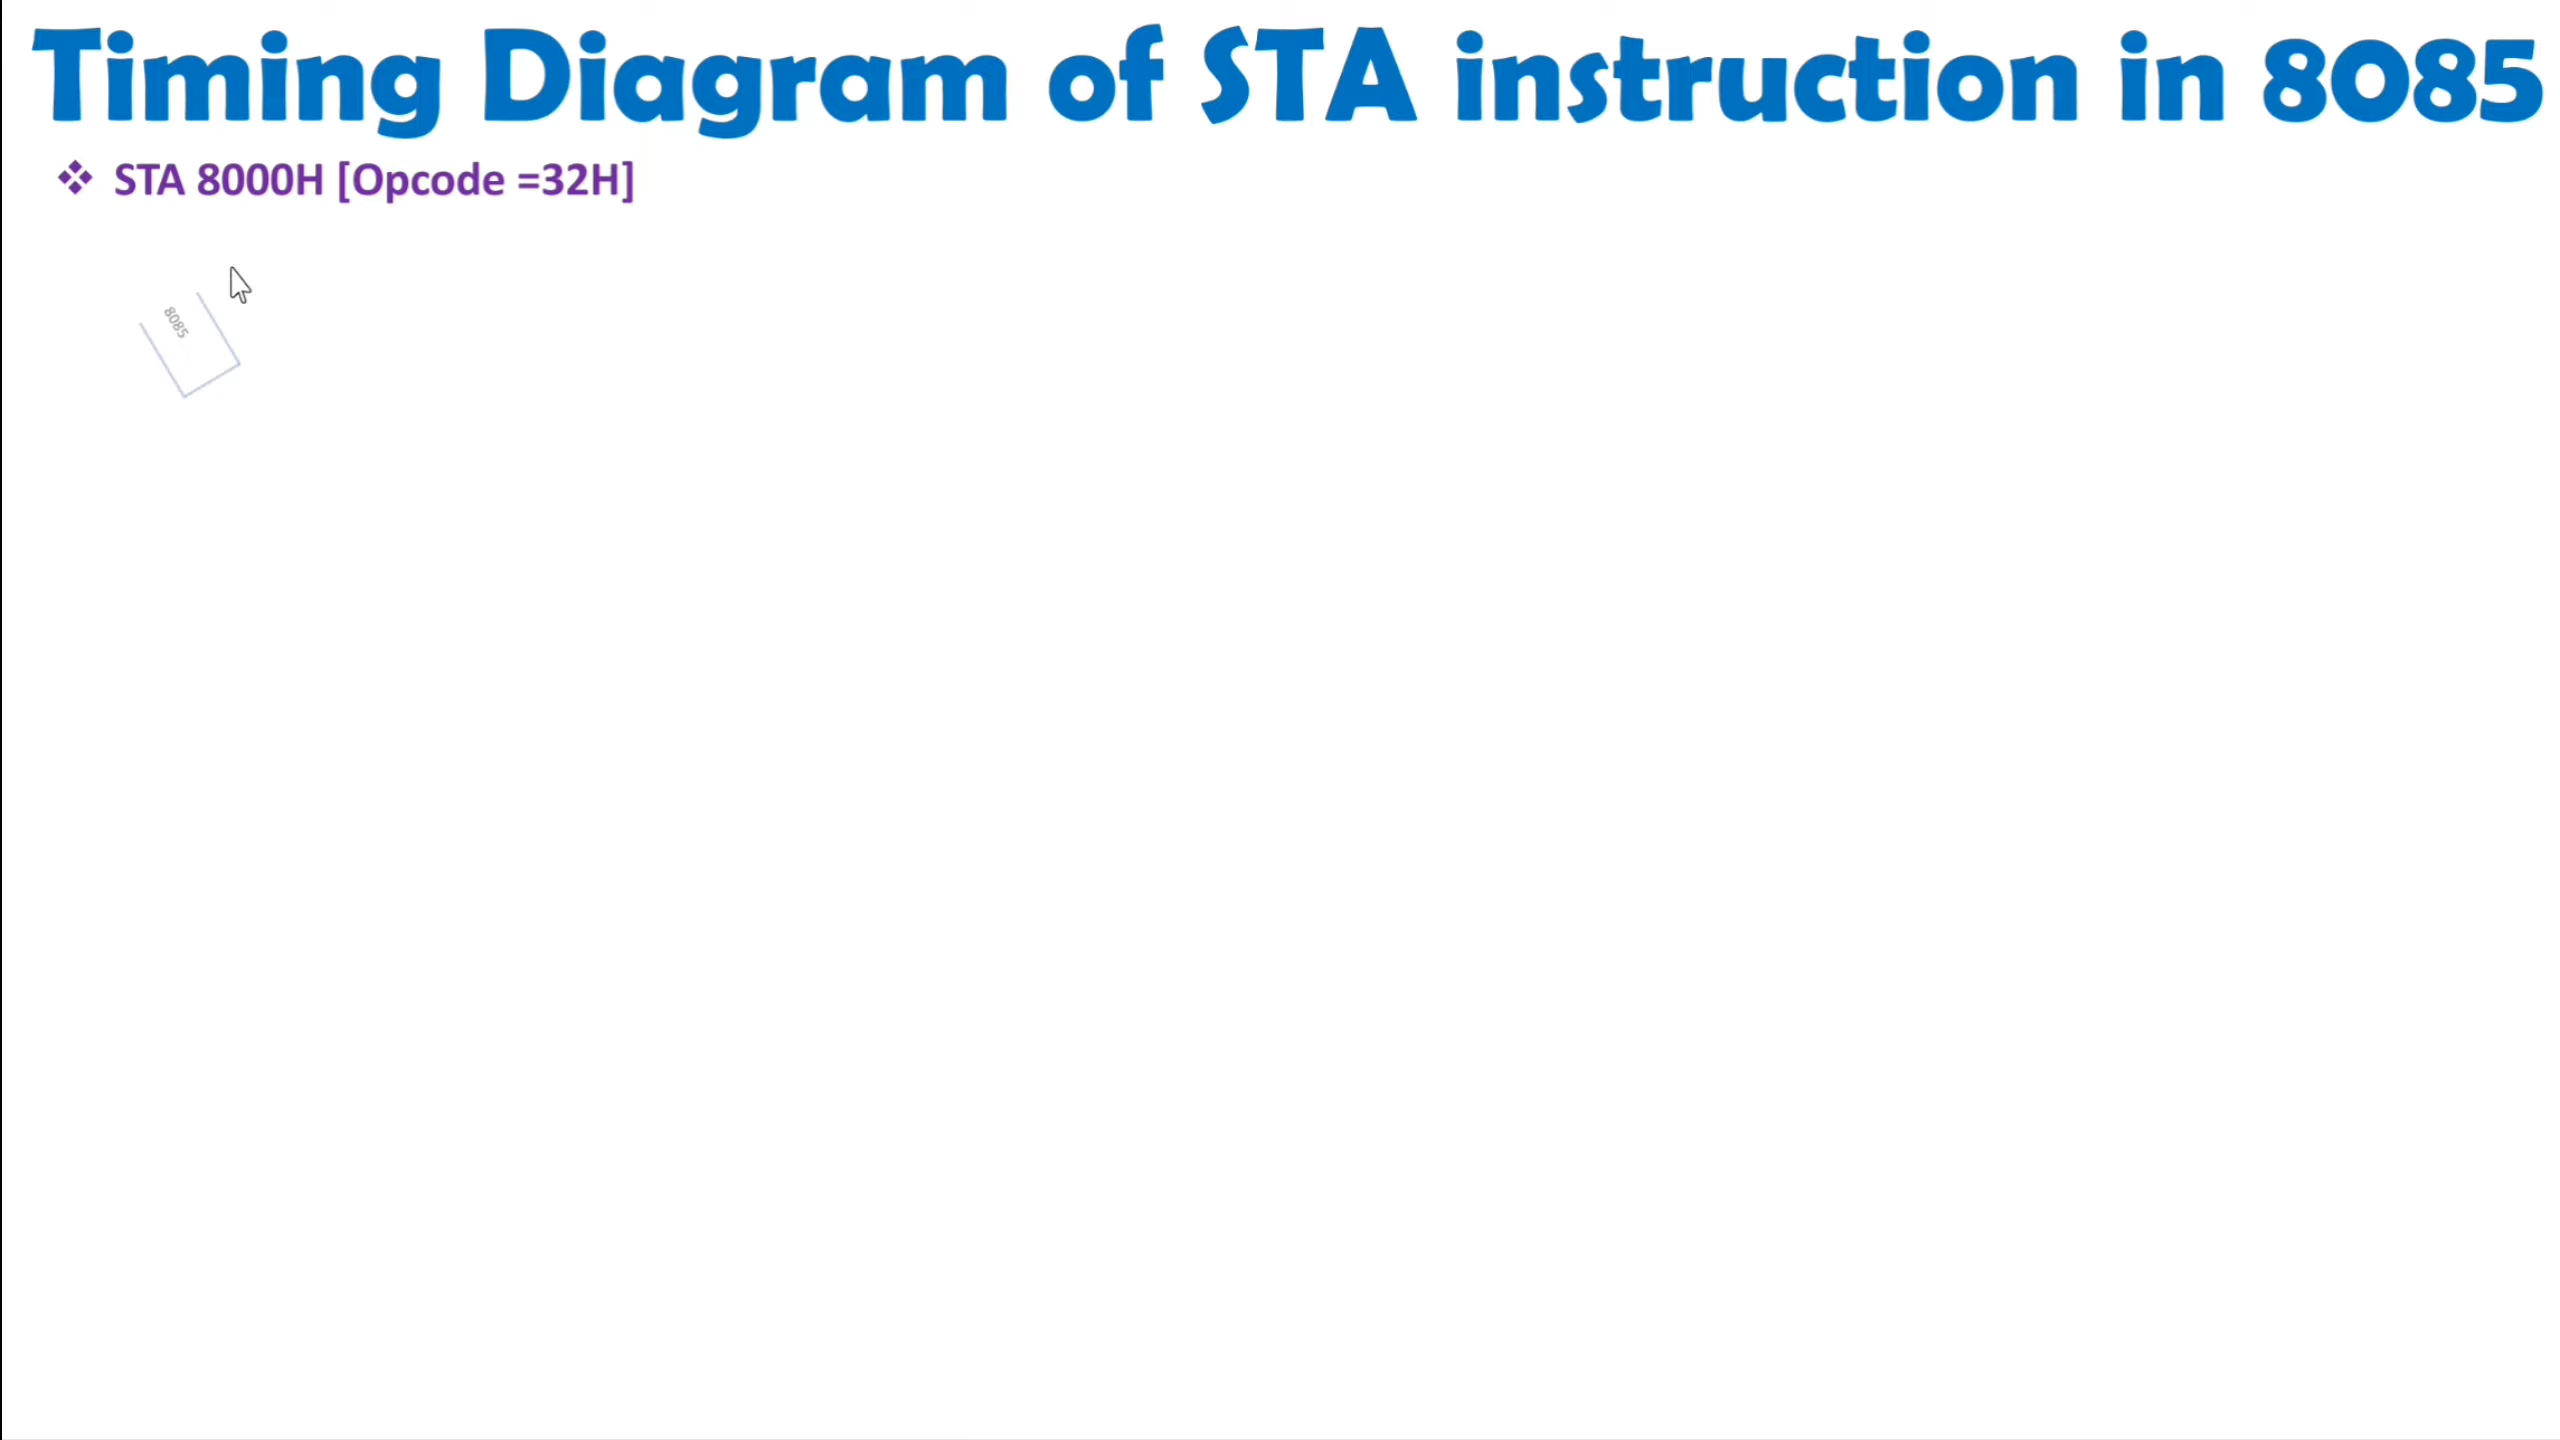 Timing Diagram of STA instruction in 8085
❖ STA 8000H [Opcode =32H]
8085